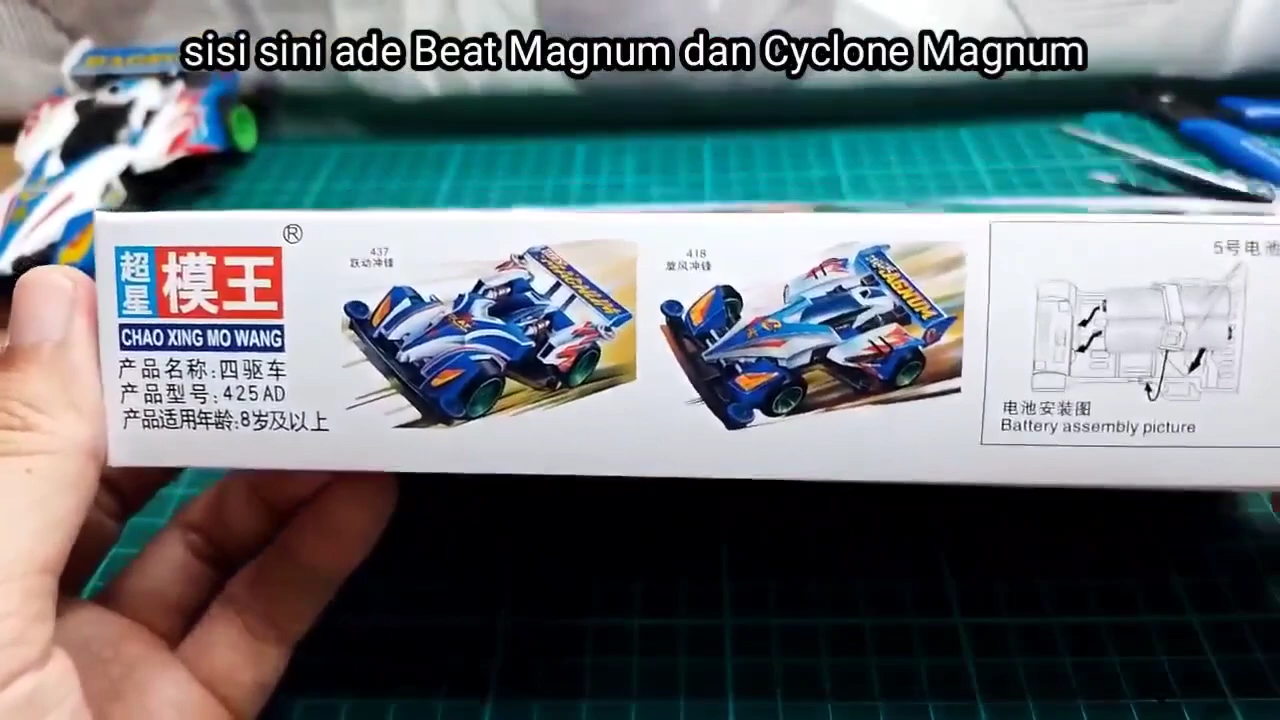 sisi sini ade Beat Magnum dan Cyclone Magnum
®
超星 模王
CHAO XING MO WANG
产品名称:四驱车
产品型号:425AD
产品适用年龄:8岁及以上
437
跃动冲锋
MAGNUM
418
旋风冲锋
MAGNUM
5号电池
电池安装图
Battery assembly picture